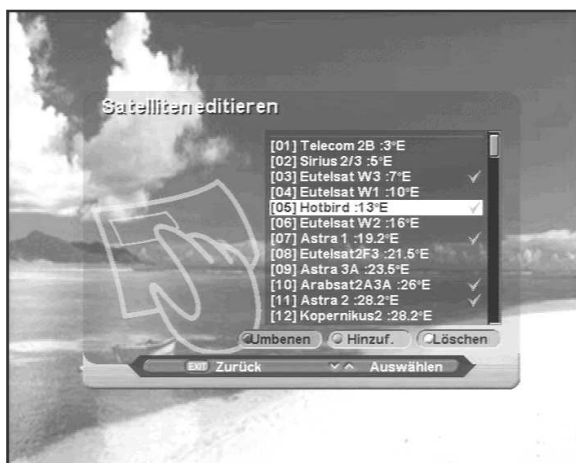 Satelliten editieren
[01] Telecom 2B :3°E
[02] Sirius 2/3 :5°E
[03] Eutelsat W3 :7°E
[04] Eutelsat W1 :10°E
[05] Hotbird :13°E
[06] Eutelsat W2 :16°E
[07] Astra 1 :19.2°E
[08] Eutelsat2F3 :21.5°E
[09] Astra 3A :23.5°E
[10] Arabsat2A3A :26°E
[11] Astra 2 :28.2°E
[12] Kopernikus2 :28.2°E
Umbenen Hinzuf. Löschen
EXIT Zurück Auswählen